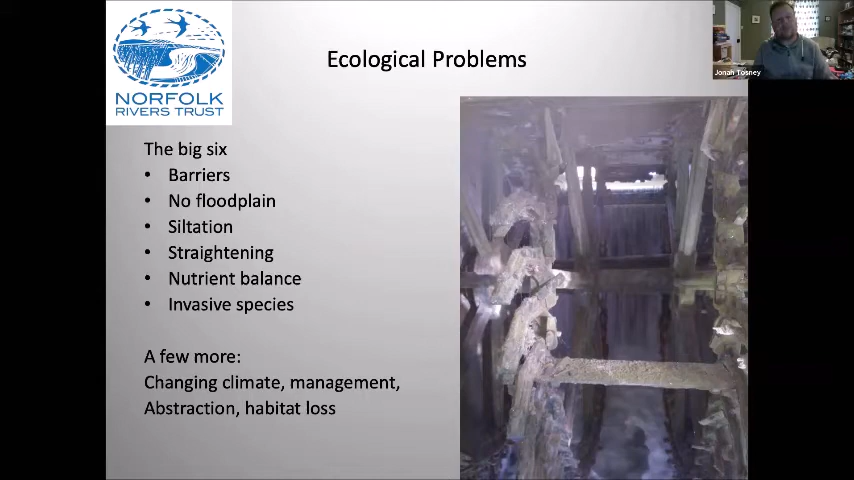 NORFOLK
RIVERS TRUST
Ecological Problems
Jonah Tosney
The big six
• Barriers
• No floodplain
• Siltation
• Straightening
• Nutrient balance
• Invasive species
A few more:
Changing climate, management,
Abstraction, habitat loss